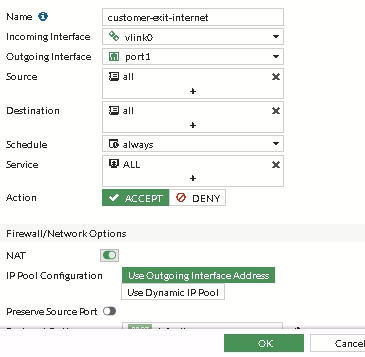 Name customer-exit-internet
Incoming Interface vlink0
Outgoing Interface port1
Source all
+
Destination all
+
Schedule always
Service ALL
+
Action ACCEPT DENY
Firewall/Network Options
NAT
IP Pool Configuration Use Outgoing Interface Address
Use Dynamic IP Pool
Preserve Source Port
OK Cancel